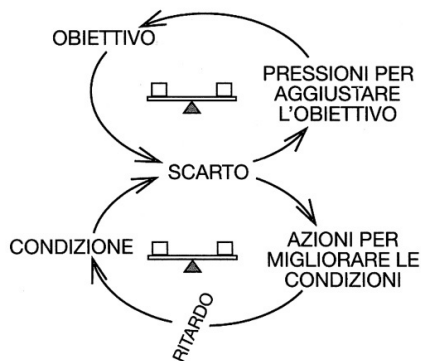 OBIETTIVO
PRESSIONI PER
AGGIUSTARE
L'OBIETTIVO
SCARTO
CONDIZIONE
AZIONI PER
MIGLIORARE LE
CONDIZIONI
RITARDO